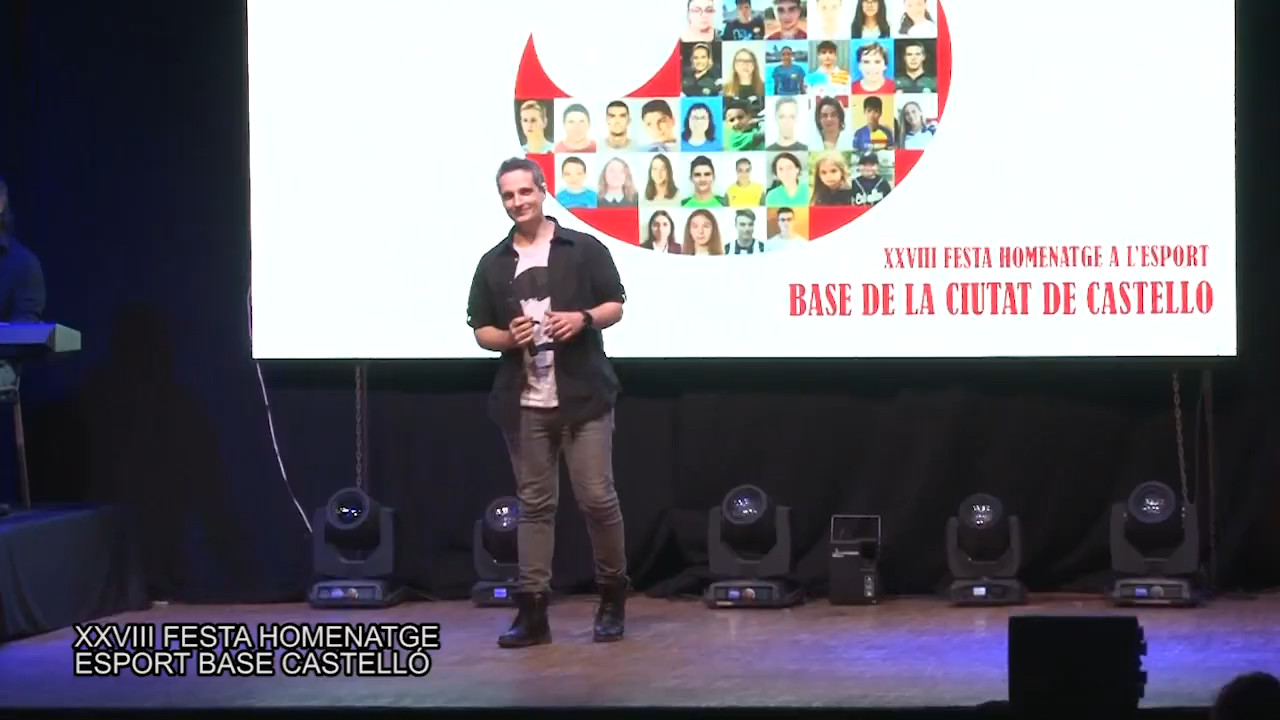 XXVIII FESTA HOMENATGE A L'ESPORT
BASE DE LA CIUTAT DE CASTELLO
XXVIII FESTA HOMENATGE
ESPORT BASE CASTELLÓ